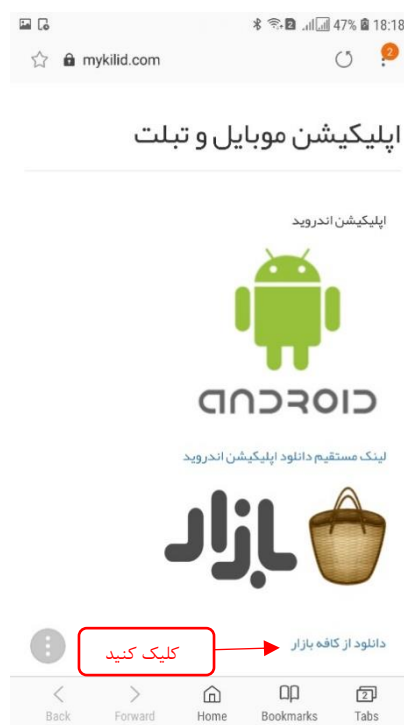 47% 18:18
mykilid.com
2
اپلیکیشن موبایل و تبلت
اپلیکیشن اندروید
ANDROID
لینک مستقیم دانلود اپلیکیشن اندروید
بازار
دانلود از کافه بازار
کلیک کنید
Back Forward Home Bookmarks Tabs
2